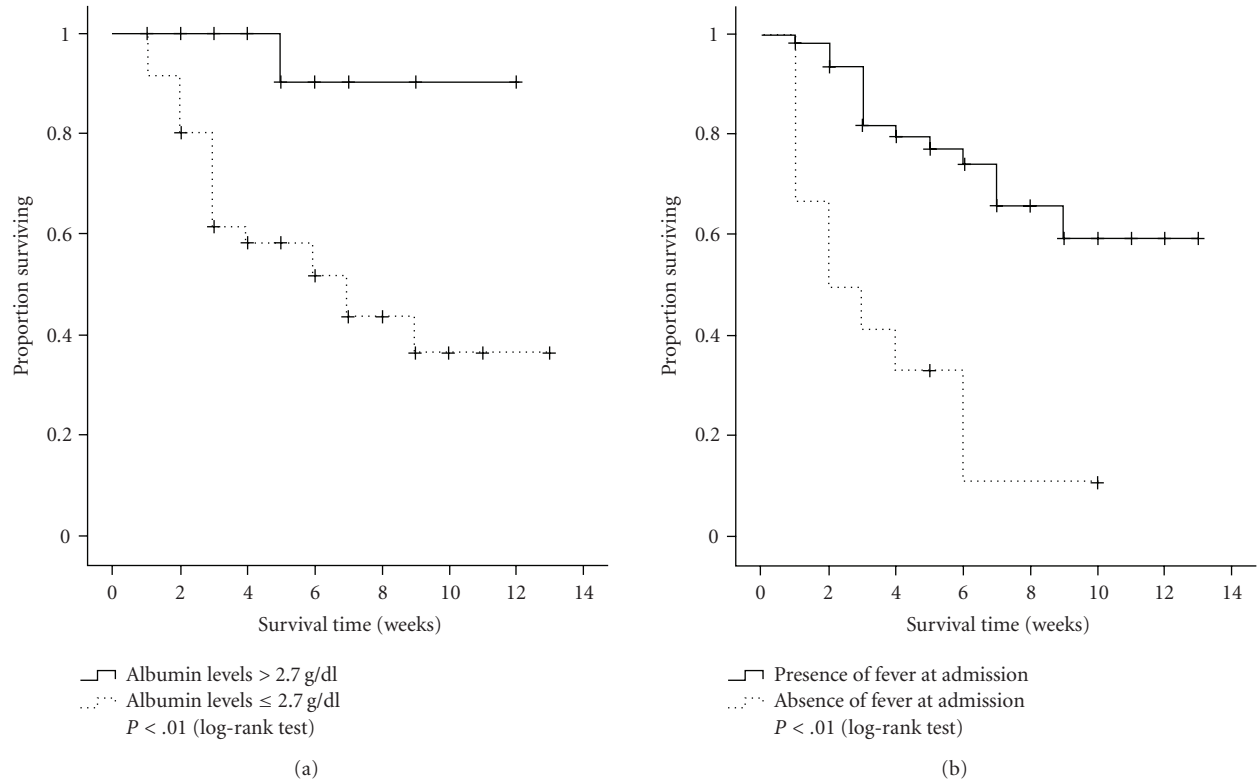 1
0.8
0.6
0.4
0.2
0
Proportion surviving
0 2 4 6 8 10 12 14
Survival time (weeks)
Albumin levels > 2.7 g/dl
Albumin levels ≤ 2.7 g/dl
P < .01 (log-rank test)
(a)
1
0.8
0.6
0.4
0.2
0
Proportion surviving
0 2 4 6 8 10 12 14
Survival time (weeks)
Presence of fever at admission
Absence of fever at admission
P < .01 (log-rank test)
(b)